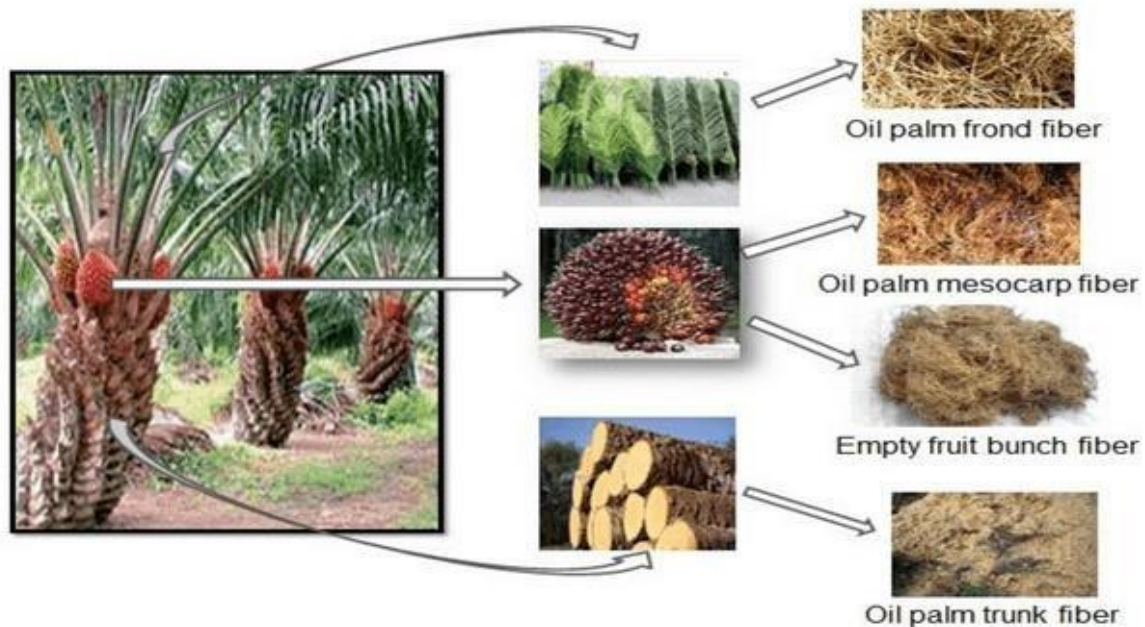 Oil palm frond fiber
Oil palm mesocarp fiber
Empty fruit bunch fiber
Oil palm trunk fiber